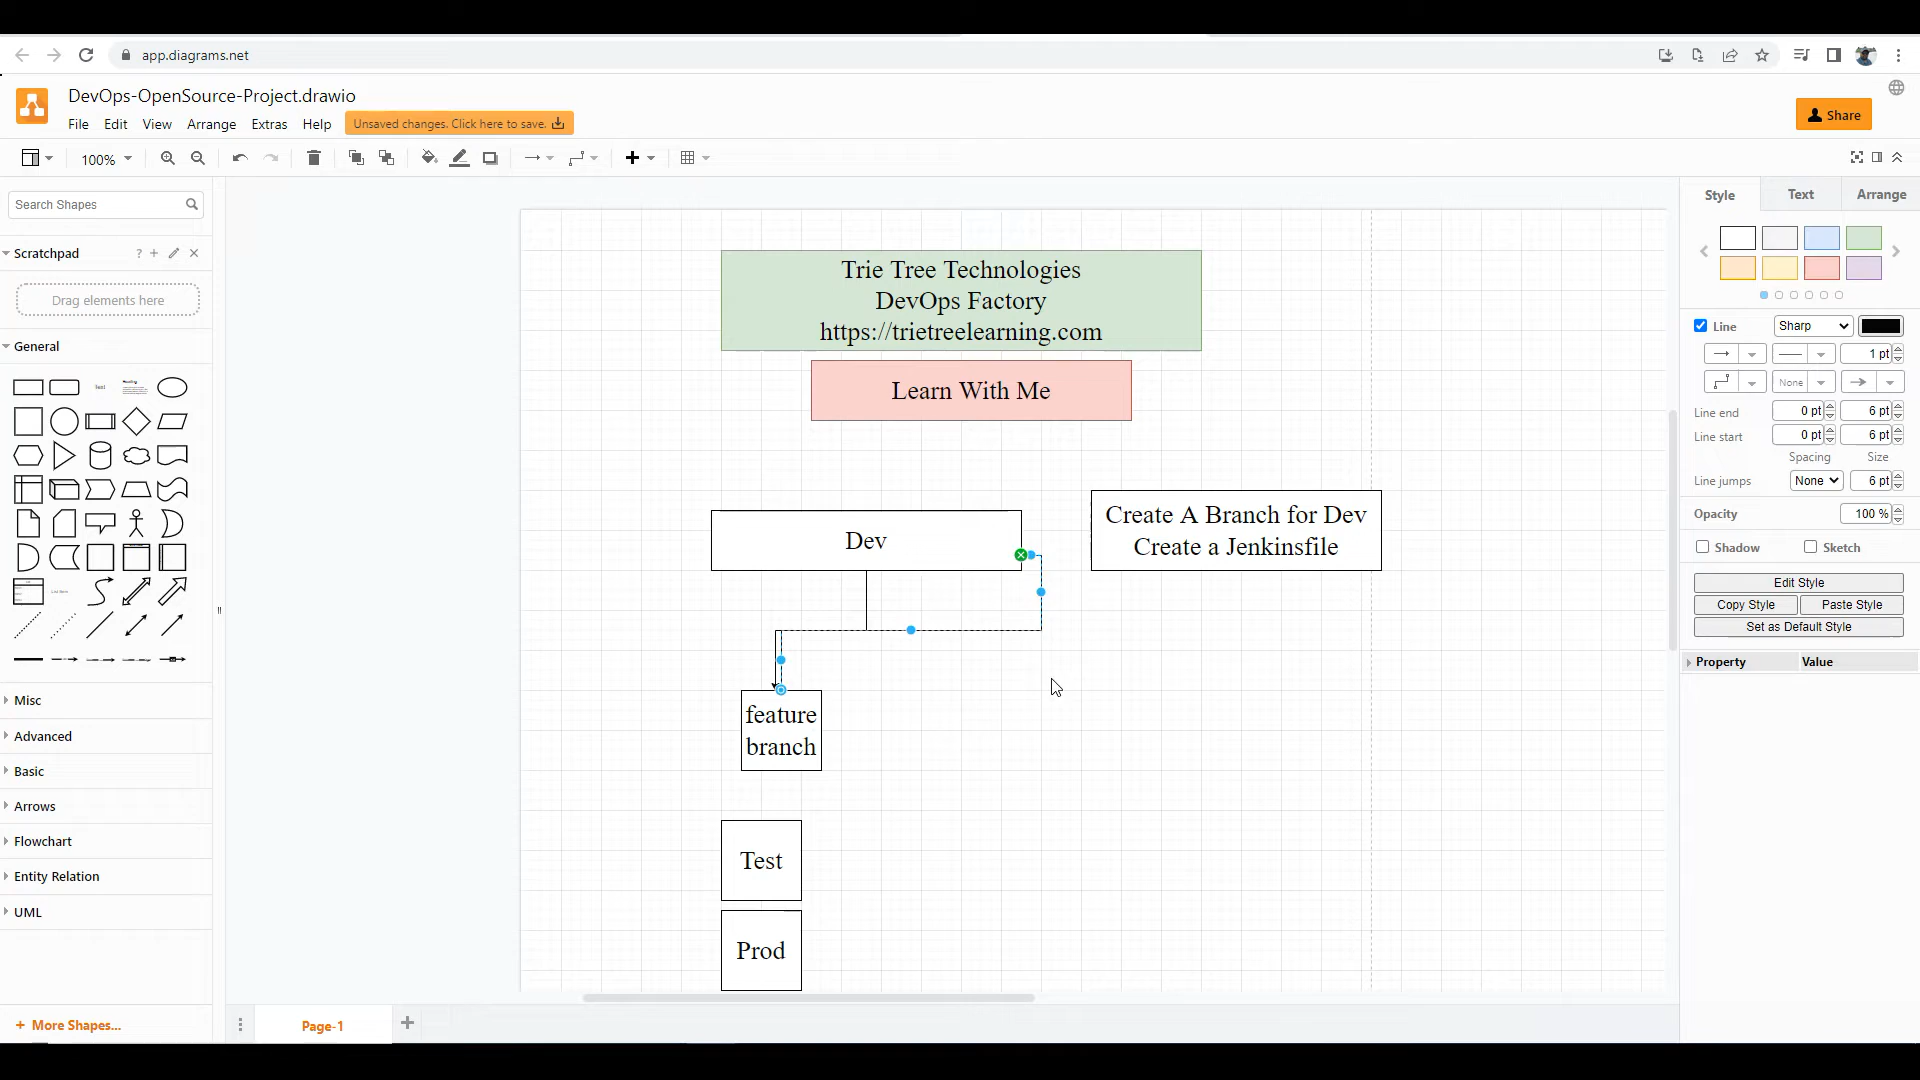 app.diagrams.net
DevOps-OpenSource-Project.drawio
File Edit View Arrange Extras Help Unsaved changes. Click here to save.
Share
100%
Search Shapes
Scratchpad
?
Drag elements here
General
Text
Heading
List Item
Misc
Advanced
Basic
Arrows
Flowchart
Entity Relation
UML
+ More Shapes...
Trie Tree Technologies
DevOps Factory
https://trietreelearning.com
Learn With Me
Dev
Create A Branch for Dev
Create a Jenkinsfile
feature
branch
Test
Prod
Page-1
Style Text Arrange
Line Sharp
1 pt
None
Line end 0 pt 6 pt
Line start 0 pt 6 pt
Spacing Size
Line jumps None 6 pt
Opacity 100 %
Shadow Sketch
Edit Style
Copy Style Paste Style
Set as Default Style
Property Value